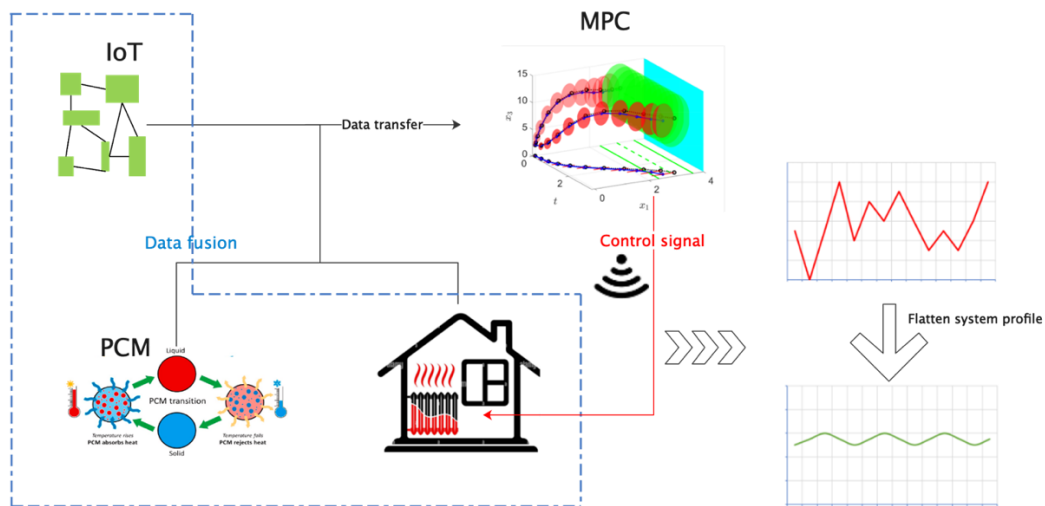 MPC
IoT
15
10
5
0
x₃
0
2
t
0
2
4
x₁
Data transfer
Data fusion
Control signal
Flatten system profile
PCM
Liquid
PCM transition
Temperature rises
PCM absorbs heat
Temperature falls
PCM rejects heat
Solid